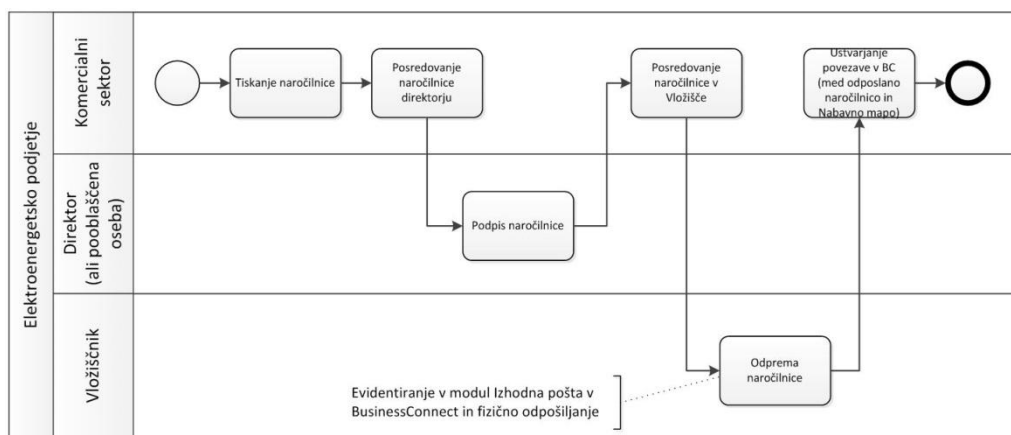 Elektroenergetsko podjetje
Komercialni
sektor
Tiskanje naročilnice
Posredovanje
naročilnice
direktorju
Posredovanje
naročilnice v
Vložišče
Ustvarjanje
povezave v BC
(med odposlano
naročilnico in
Nabavno mapo)
Direktor
(ali pooblaščena
oseba)
Podpis naročilnice
Vložiščnik
Odprema
naročilnice
Evidentiranje v modul Izhodna pošta v
BusinessConnect in fizično odpošiljanje